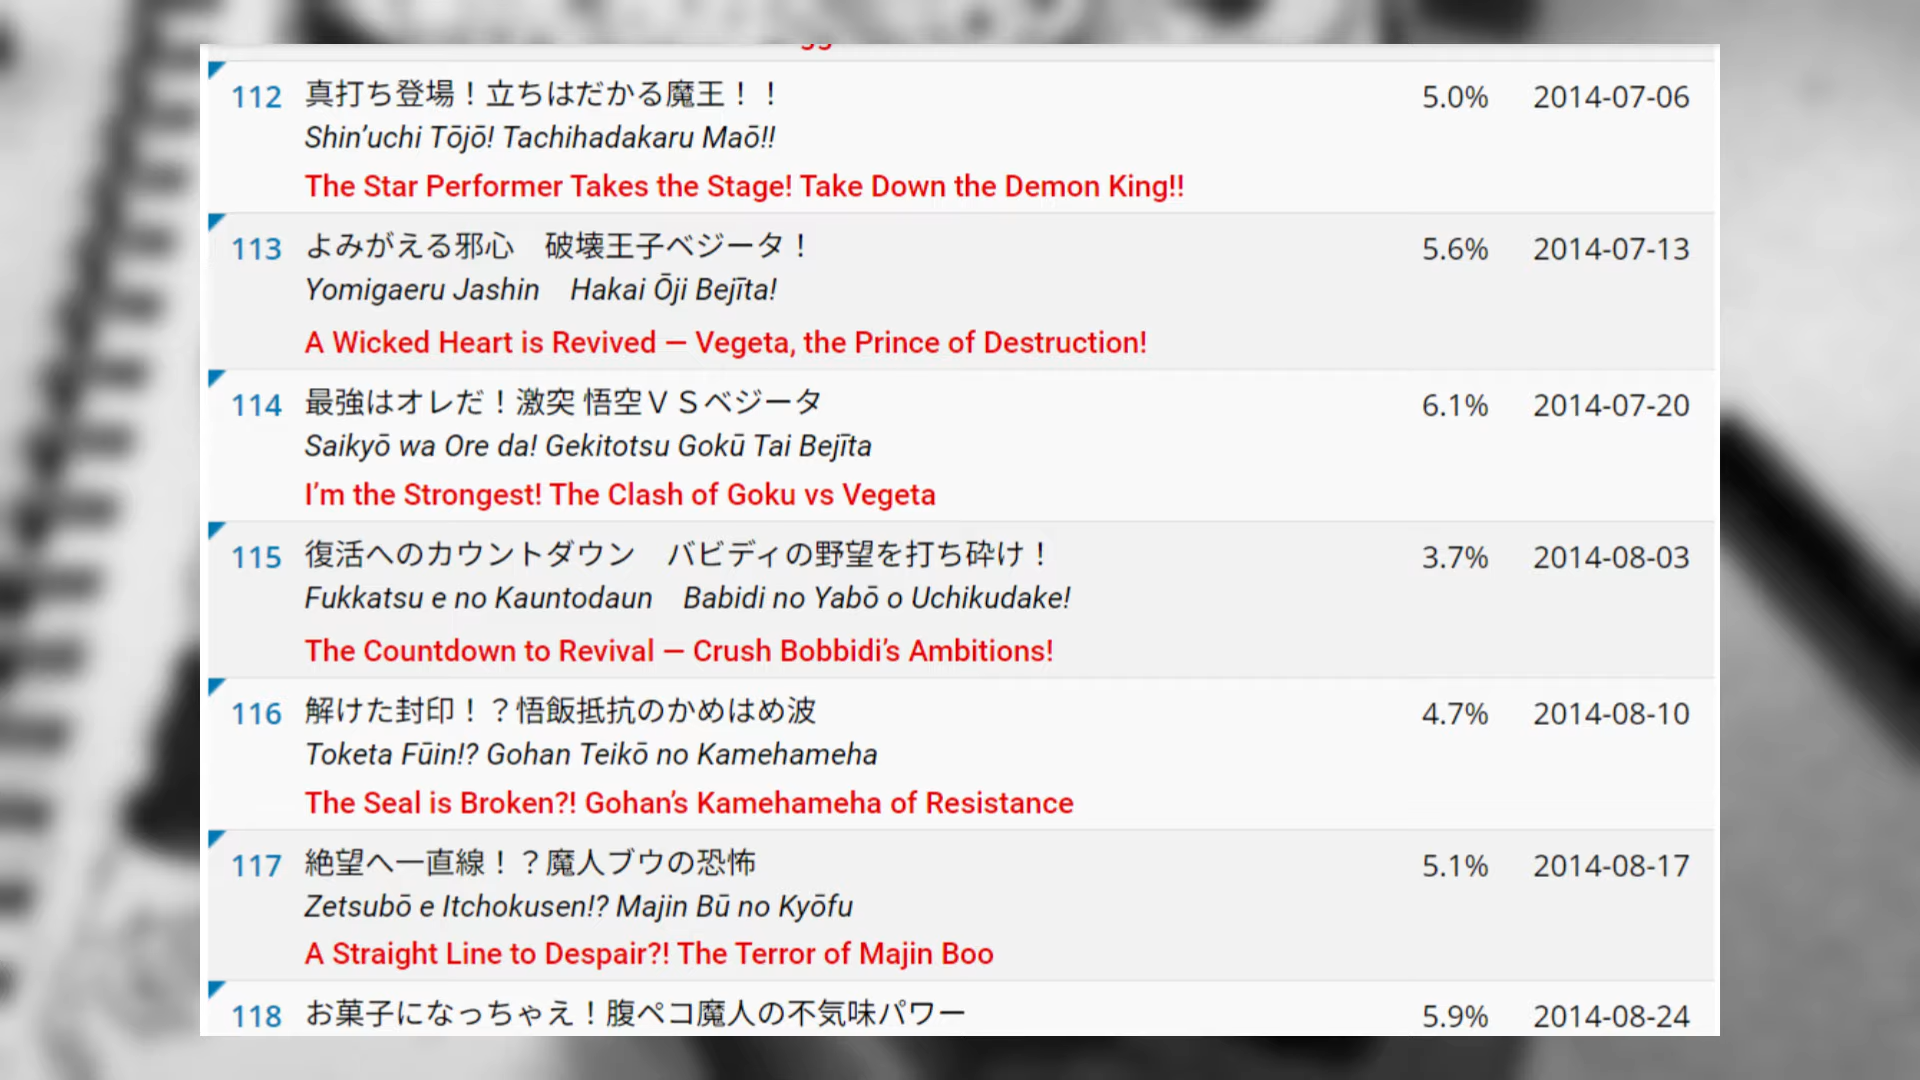 112 真打ち登場！立ちはだかる魔王！！ 5.0% 2014-07-06
Shin’uchi Tōjō! Tachihadakaru Maō!!
The Star Performer Takes the Stage! Take Down the Demon King!!
113 よみがえる邪心　破壊王子ベジータ！ 5.6% 2014-07-13
Yomigaeru Jashin　Hakai Ōji Bejīta!
A Wicked Heart is Revived — Vegeta, the Prince of Destruction!
114 最強はオレだ！激突 悟空ＶＳベジータ 6.1% 2014-07-20
Saikyō wa Ore da! Gekitotsu Gokū Tai Bejīta
I’m the Strongest! The Clash of Goku vs Vegeta
115 復活へのカウントダウン　バビディの野望を打ち砕け！ 3.7% 2014-08-03
Fukkatsu e no Kauntodaun　Babidi no Yabō o Uchikudake!
The Countdown to Revival — Crush Bobbidi’s Ambitions!
116 解けた封印！？悟飯抵抗のかめはめ波 4.7% 2014-08-10
Toketa Fūin!? Gohan Teikō no Kamehameha
The Seal is Broken?! Gohan’s Kamehameha of Resistance
117 絶望へ一直線！？魔人ブウの恐怖 5.1% 2014-08-17
Zetsubō e Itchokusen!? Majin Bū no Kyōfu
A Straight Line to Despair?! The Terror of Majin Boo
118 お菓子になっちゃえ！腹ペコ魔人の不気味パワー 5.9% 2014-08-24